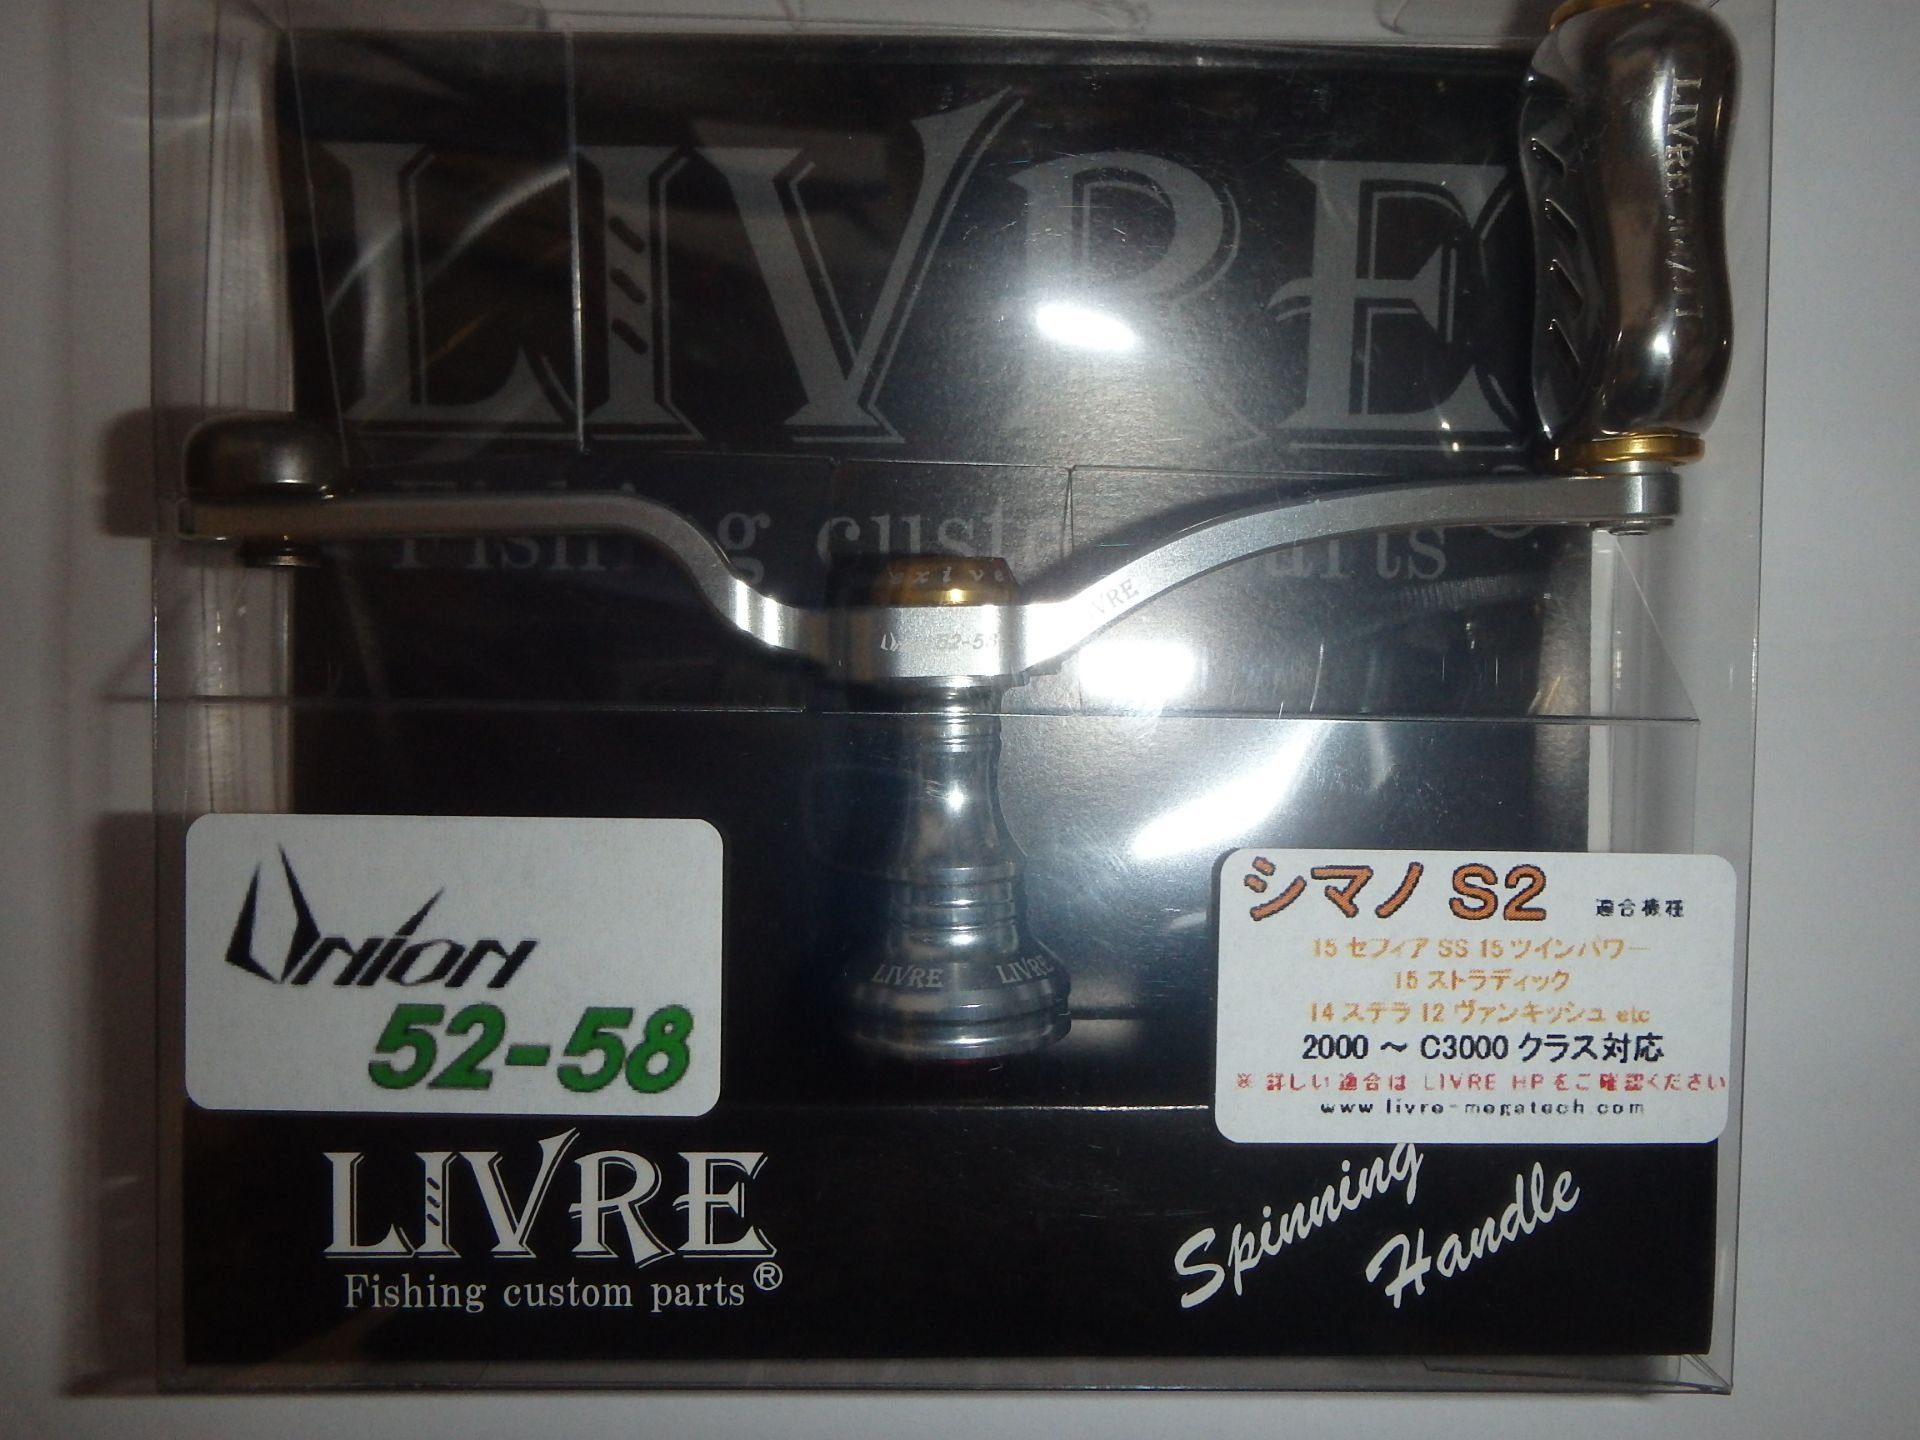 LIVRE
Fishing custom parts
LIVRE
52-58
LIVRE LIVRE
Union
52-58
シマノ S2 適合機種
15 セフィア SS 15 ツインパワー
15 ストラディック
14 ステラ 12 ヴァンキッシュ etc
2000 ～ C3000 クラス対応
※ 詳しい適合は LIVRE HP をご確認ください
www.livre-megatech.com
LIVRE
Fishing custom parts®
Spinning
Handle